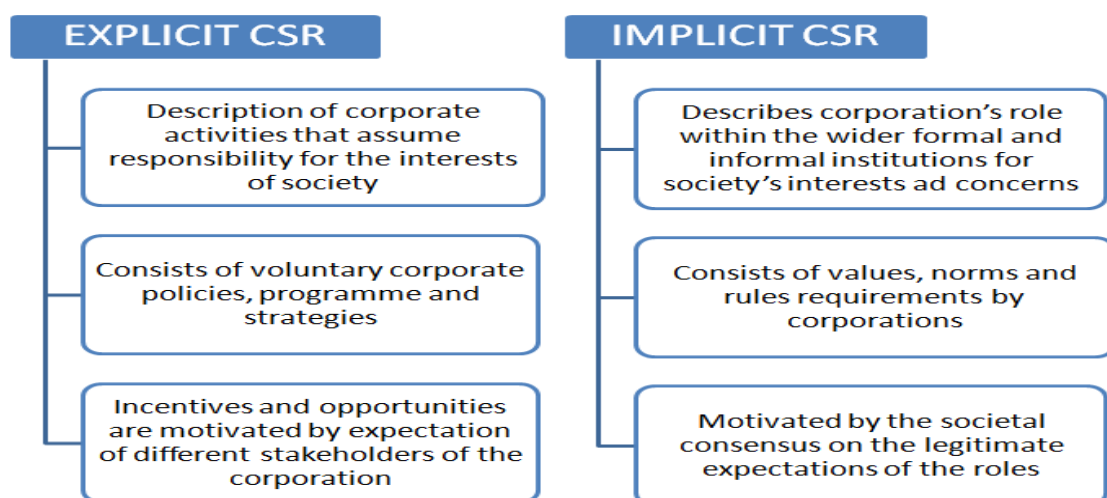 EXPLICIT CSR
Description of corporate
activities that assume
responsibility for the interests
of society
Consists of voluntary corporate
policies, programme and
strategies
Incentives and opportunities
are motivated by expectation
of different stakeholders of the
corporation
IMPLICIT CSR
Describes corporation’s role
within the wider formal and
informal institutions for
society’s interests ad concerns
Consists of values, norms and
rules requirements by
corporations
Motivated by the societal
consensus on the legitimate
expectations of the roles